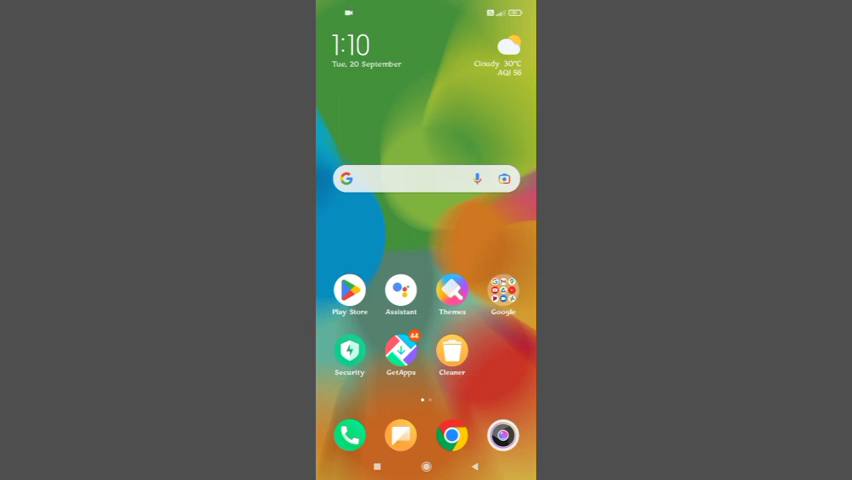 1:10
Tue, 20 September
Cloudy 30°C
AQI 56
Play Store
Assistant
Themes
Google
44
Security
GetApps
Cleaner